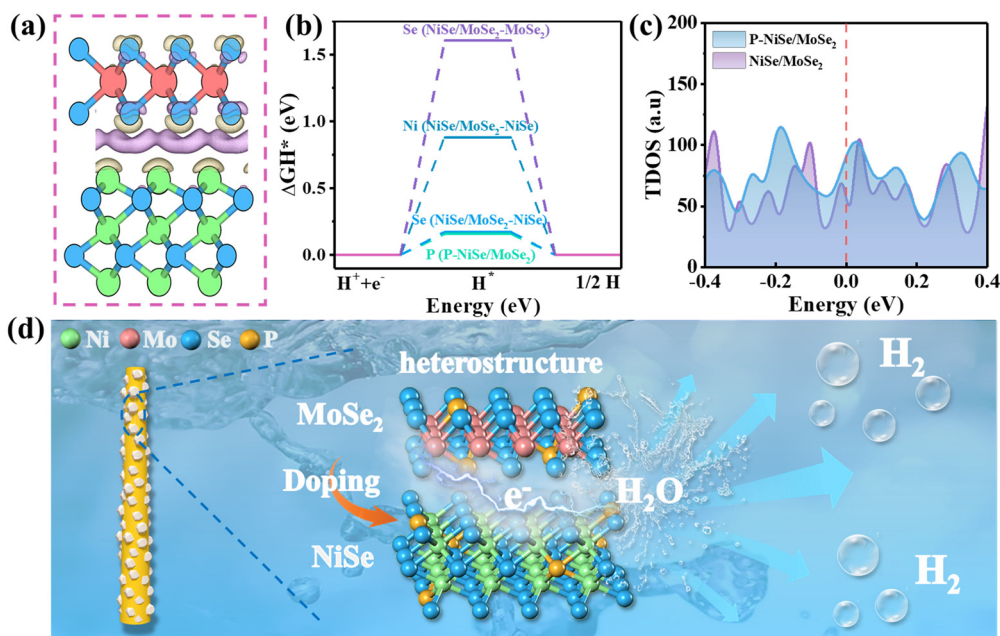 (a)
(b)
Se (NiSe/MoSe₂-MoSe₂)
Ni (NiSe/MoSe₂-NiSe)
Se (NiSe/MoSe₂-NiSe)
P (P-NiSe/MoSe₂)
ΔGH* (eV)
1.5
1.0
0.5
0.0
H⁺+e⁻ H* 1/2 H
Energy (eV)
(c)
P-NiSe/MoSe₂
NiSe/MoSe₂
TDOS (a.u)
200
150
100
50
0
-0.4 -0.2 0.0 0.2 0.4
Energy (eV)
(d)
Ni Mo Se P
heterostructure
MoSe₂
Doping
NiSe
e⁻
H₂O
H₂
H₂